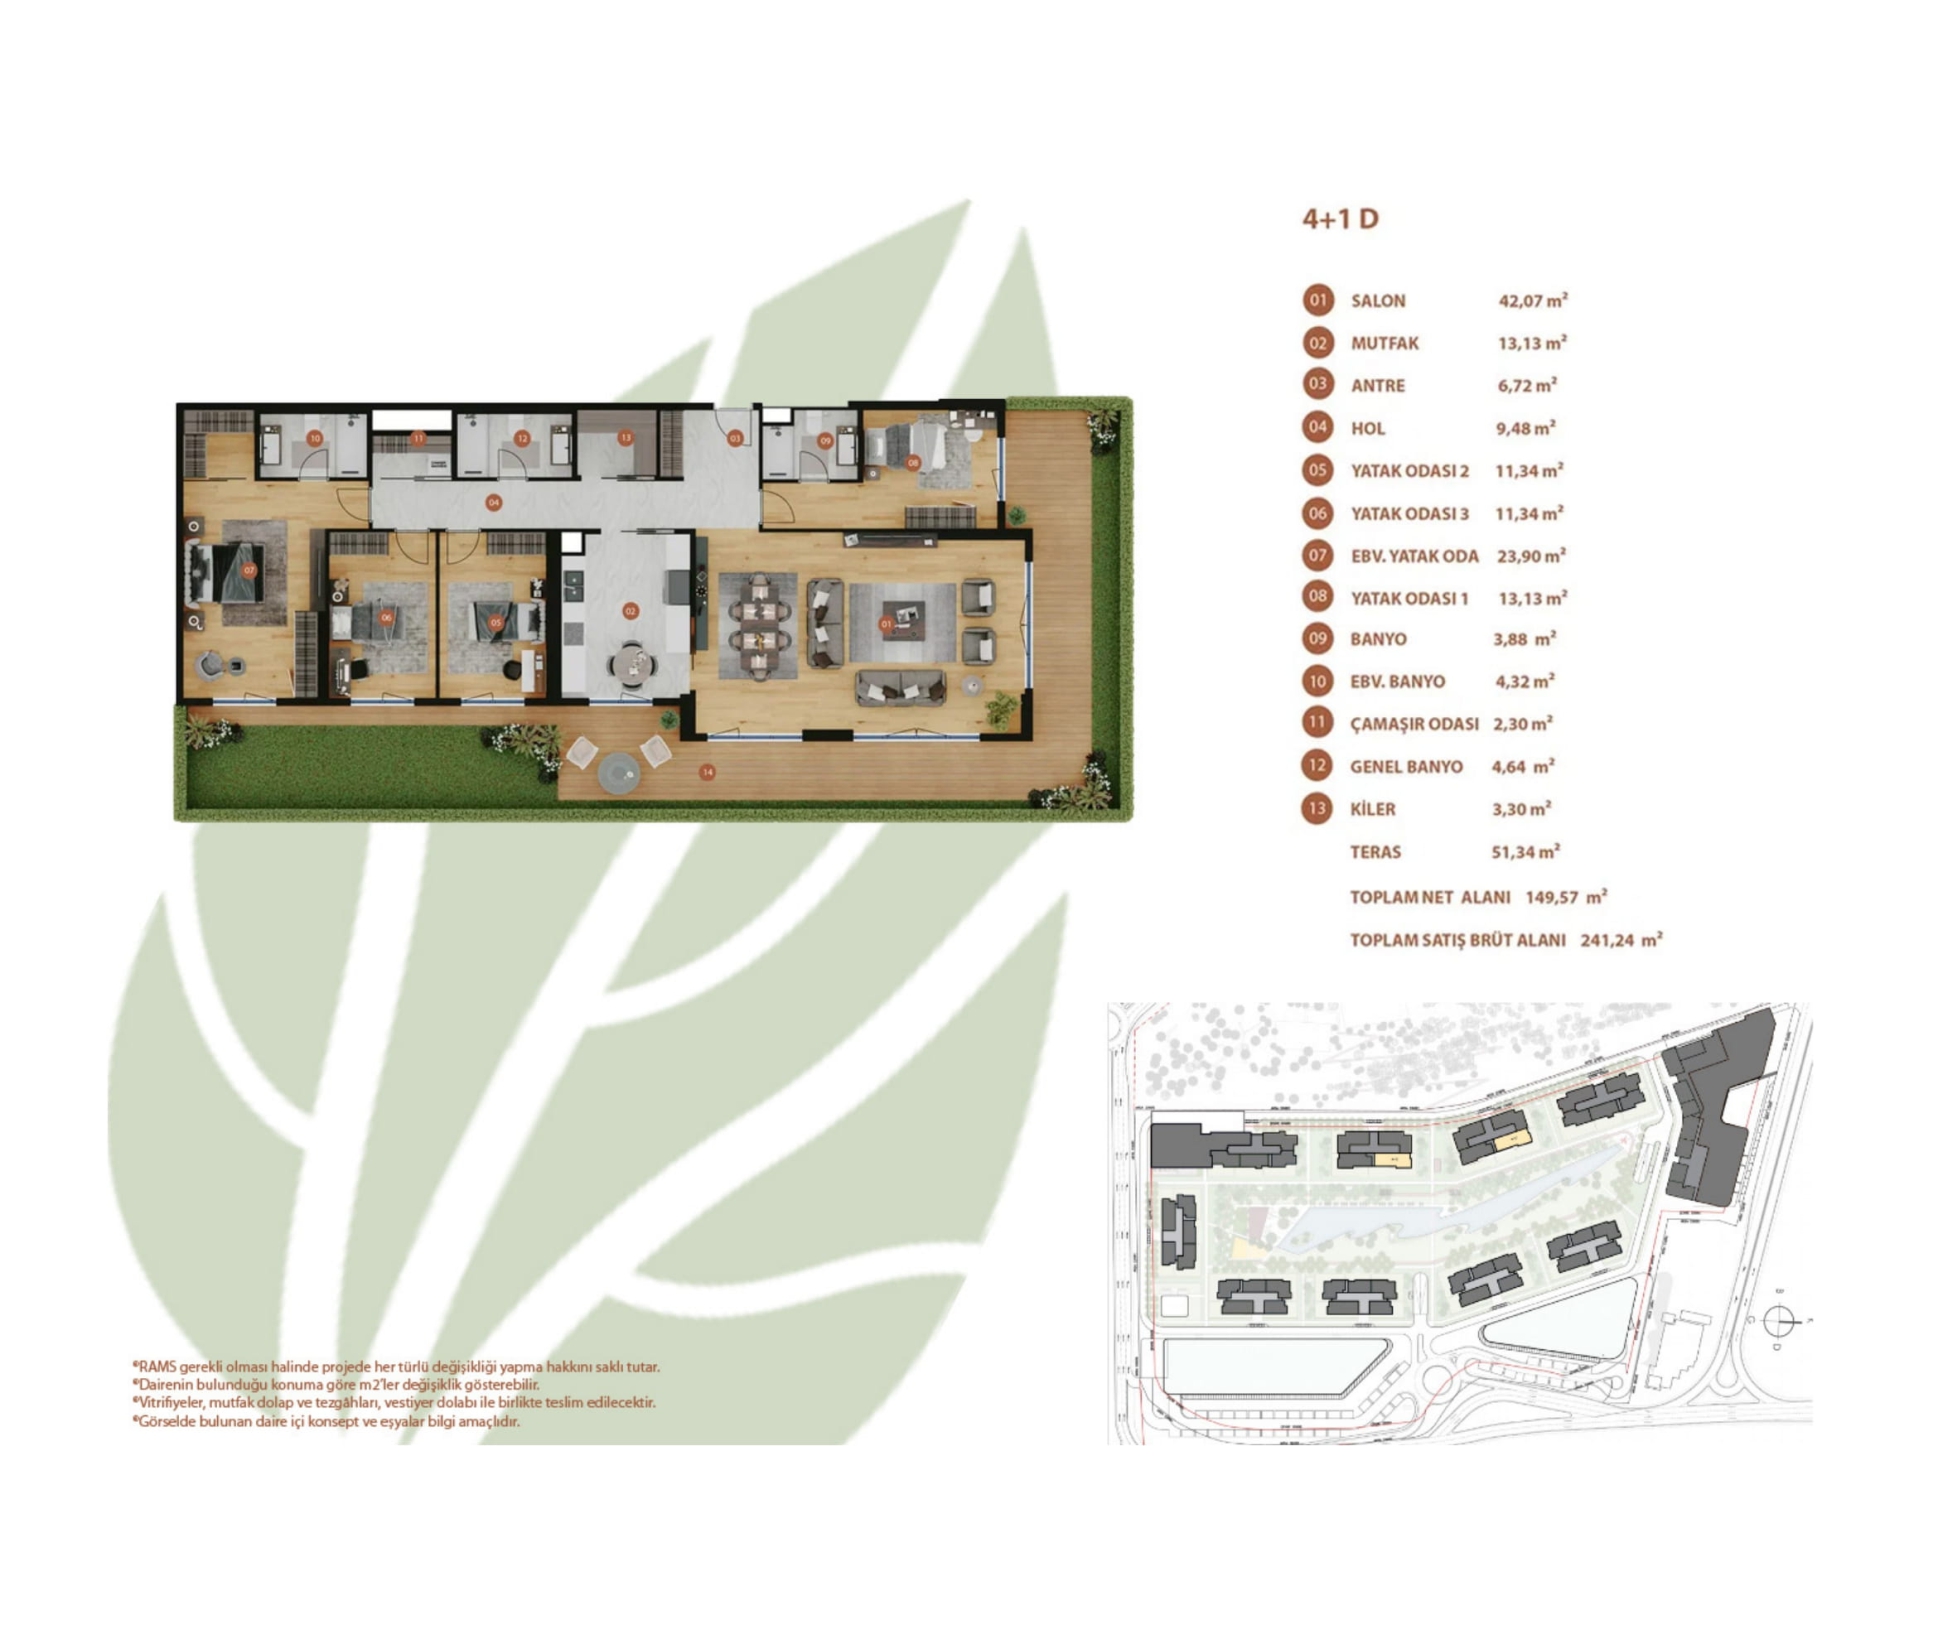 4+1 D
01 SALON 42,07 m²
02 MUTFAK 13,13 m²
03 ANTRE 6,72 m²
04 HOL 9,48 m²
05 YATAK ODASI 2 11,34 m²
06 YATAK ODASI 3 11,34 m²
07 EBV. YATAK ODA 23,90 m²
08 YATAK ODASI 1 13,13 m²
09 BANYO 3,88 m²
10 EBV. BANYO 4,32 m²
11 ÇAMAŞIR ODASI 2,30 m²
12 GENEL BANYO 4,64 m²
13 KİLER 3,30 m²
TERAS 51,34 m²
TOPLAM NET ALANI 149,57 m²
TOPLAM SATIŞ BRÜT ALANI 241,24 m²
10
11
12
13
03
09
08
04
07
06
05
02
01
14
*RAMS gerekli olması halinde projede her türlü değişikliği yapma hakkını saklı tutar.
*Dairenin bulunduğu konuma göre m2'ler değişiklik gösterebilir.
*Vitrifiyeler, mutfak dolap ve tezgâhları, vestiyer dolabı ile birlikte teslim edilecektir.
*Görselde bulunan daire içi konsept ve eşyalar bilgi amaçlıdır.